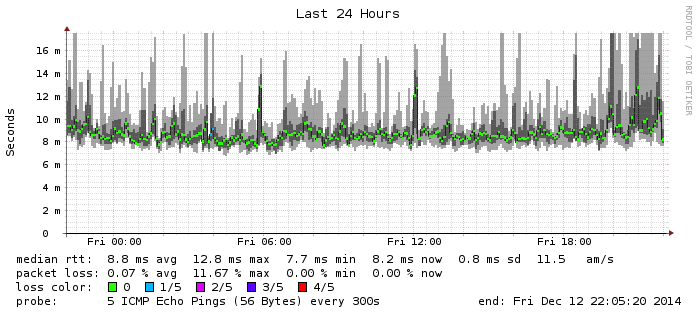 Last 24 Hours
RRDTOOL / TOBI OETIKER
Seconds
16 m
14 m
12 m
10 m
8 m
6 m
4 m
2 m
0
Fri 00:00 Fri 06:00 Fri 12:00 Fri 18:00
median rtt: 8.8 ms avg 12.8 ms max 7.7 ms min 8.2 ms now 0.8 ms sd 11.5 am/s
packet loss: 0.07 % avg 11.67 % max 0.00 % min 0.00 % now
loss color: 0 1/5 2/5 3/5 4/5
probe: 5 ICMP Echo Pings (56 Bytes) every 300s end: Fri Dec 12 22:05:20 2014